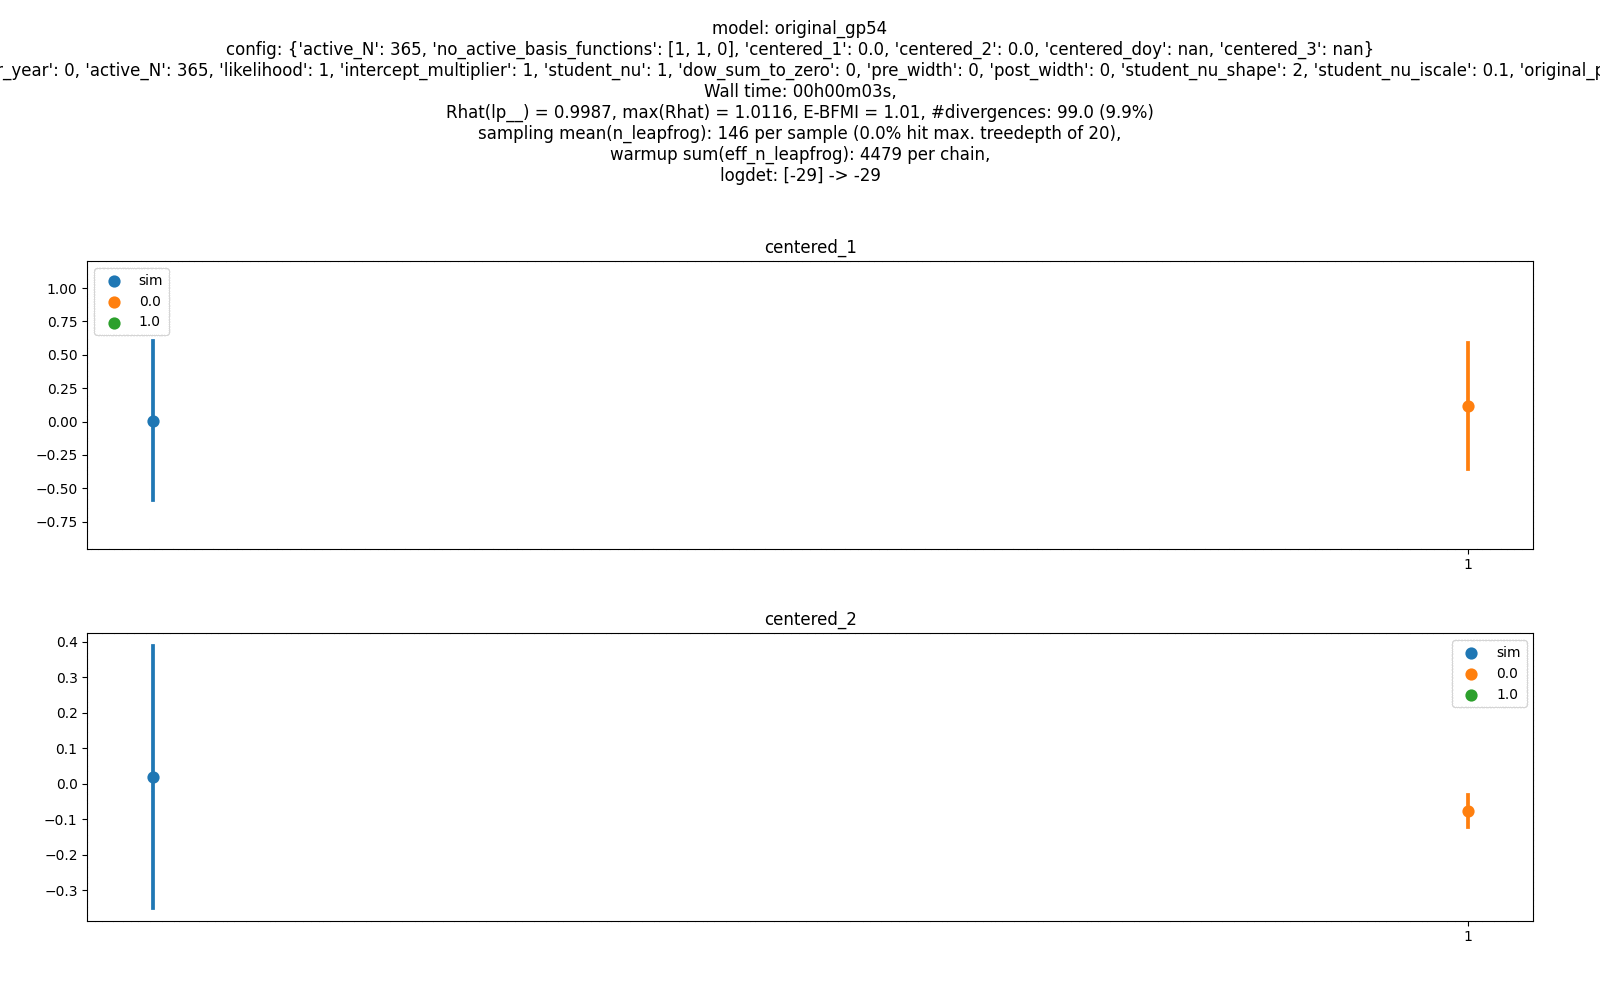 model: original_gp54
config: {'active_N': 365, 'no_active_basis_functions': [1, 1, 0], 'centered_1': 0.0, 'centered_2': 0.0, 'centered_doy': nan, 'centered_3': nan}
r_year': 0, 'active_N': 365, 'likelihood': 1, 'intercept_multiplier': 1, 'student_nu': 1, 'dow_sum_to_zero': 0, 'pre_width': 0, 'post_width': 0, 'student_nu_shape': 2, 'student_nu_iscale': 0.1, 'original_p
Wall time: 00h00m03s,
Rhat(lp__) = 0.9987, max(Rhat) = 1.0116, E-BFMI = 1.01, #divergences: 99.0 (9.9%)
sampling mean(n_leapfrog): 146 per sample (0.0% hit max. treedepth of 20),
warmup sum(eff_n_leapfrog): 4479 per chain,
logdet: [-29] -> -29
centered_1
sim
0.0
1.0
1.00
0.75
0.50
0.25
0.00
−0.25
−0.50
−0.75
1
centered_2
sim
0.0
1.0
0.4
0.3
0.2
0.1
0.0
−0.1
−0.2
−0.3
1